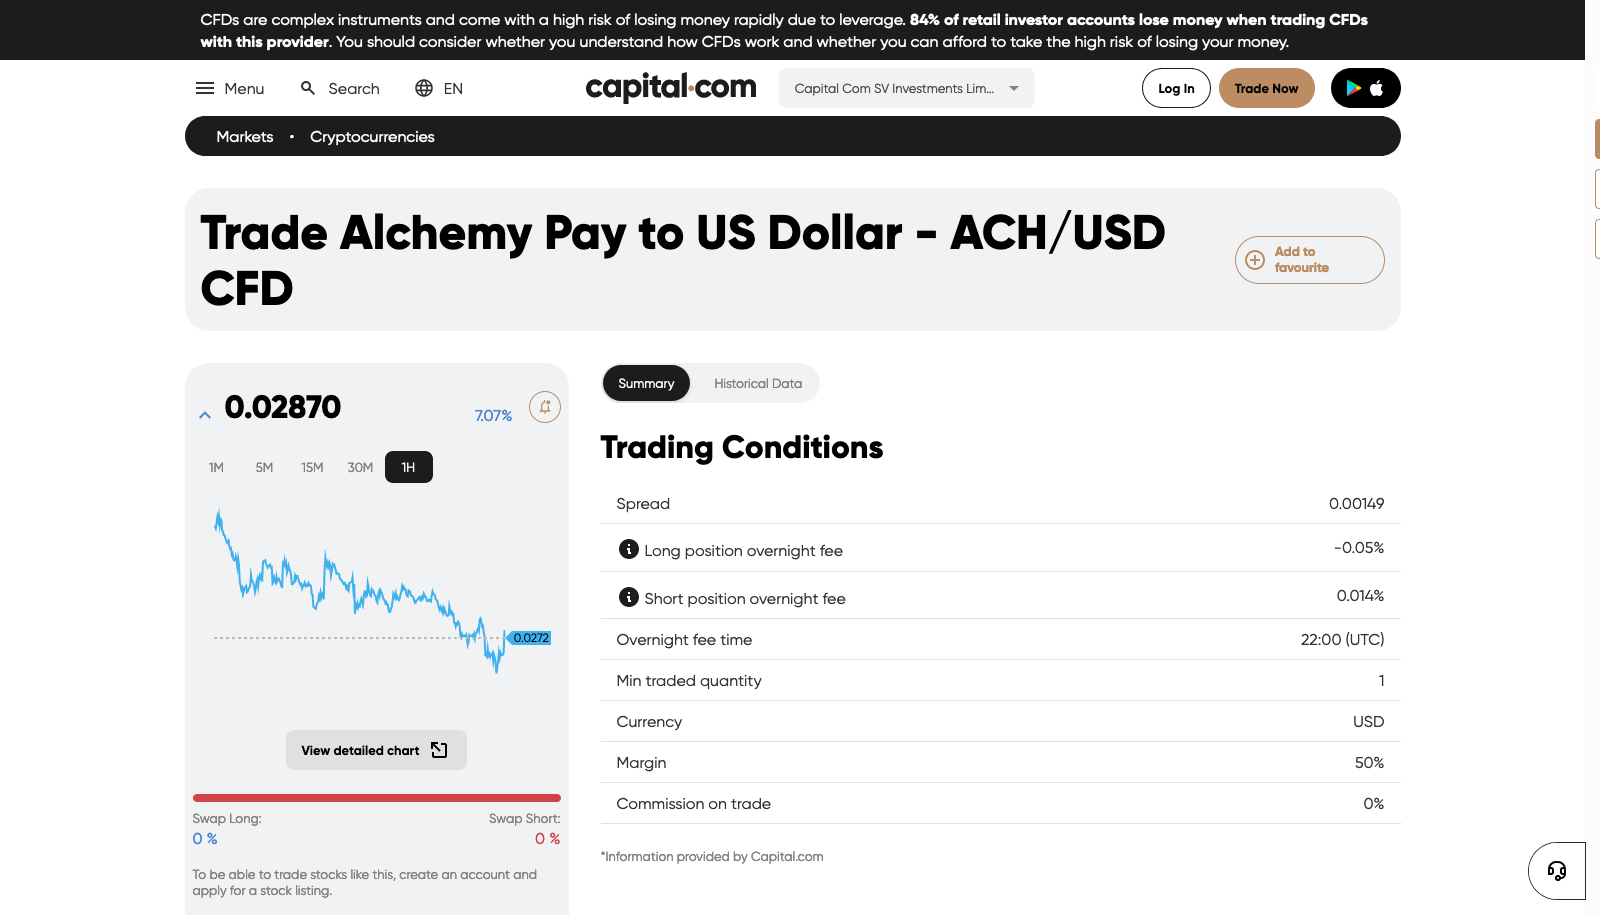 CFDs are complex instruments and come with a high risk of losing money rapidly due to leverage. 84% of retail investor accounts lose money when trading CFDs
with this provider. You should consider whether you understand how CFDs work and whether you can afford to take the high risk of losing your money.
Menu
Search
EN
capital.com
Capital Com SV Investments Lim...
Log In
Trade Now
Markets • Cryptocurrencies
Trade Alchemy Pay to US Dollar - ACH/USD
CFD
Add to
favourite
0.02870
7.07%
1M 5M 15M 30M 1H
0.0272
View detailed chart
Swap Long: Swap Short:
0 % 0 %
To be able to trade stocks like this, create an account and
apply for a stock listing.
Summary Historical Data
Trading Conditions
Spread 0.00149
Long position overnight fee -0.05%
Short position overnight fee 0.014%
Overnight fee time 22:00 (UTC)
Min traded quantity 1
Currency USD
Margin 50%
Commission on trade 0%
*Information provided by Capital.com